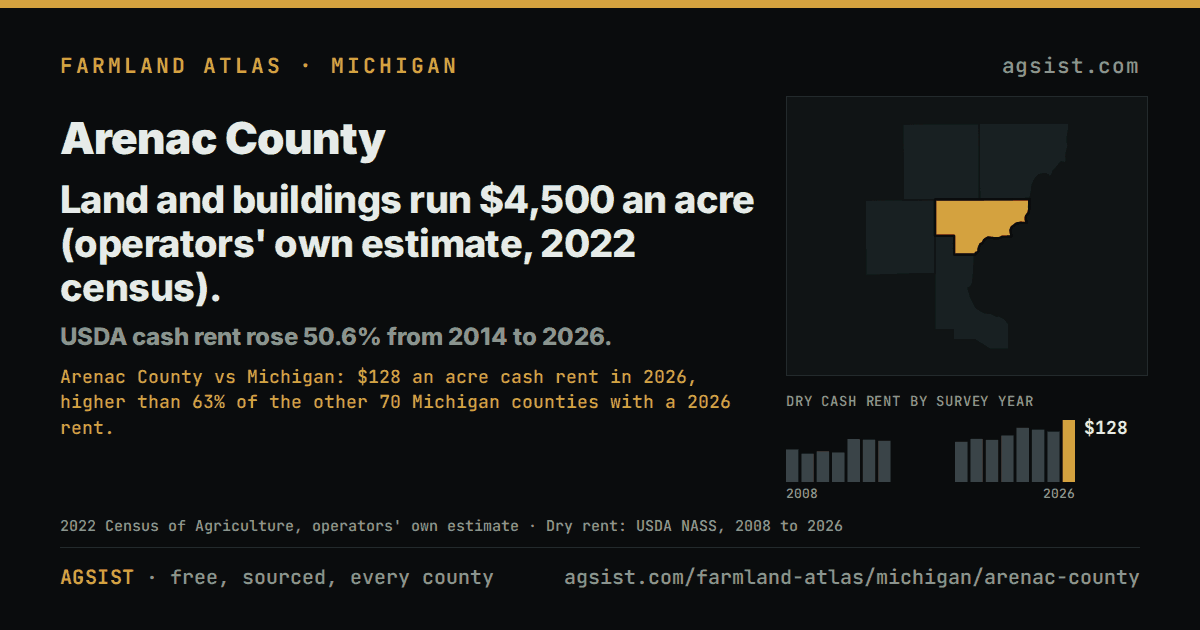 FARMLAND ATLAS · MICHIGAN
agsist.com
Arenac County
Land and buildings run $4,500 an acre
(operators' own estimate, 2022
census).
USDA cash rent rose 50.6% from 2014 to 2026.
Arenac County vs Michigan: $128 an acre cash rent in 2026,
higher than 63% of the other 70 Michigan counties with a 2026
rent.
DRY CASH RENT BY SURVEY YEAR
$128
2008
2026
2022 Census of Agriculture, operators' own estimate · Dry rent: USDA NASS, 2008 to 2026
AGSIST · free, sourced, every county
agsist.com/farmland-atlas/michigan/arenac-county